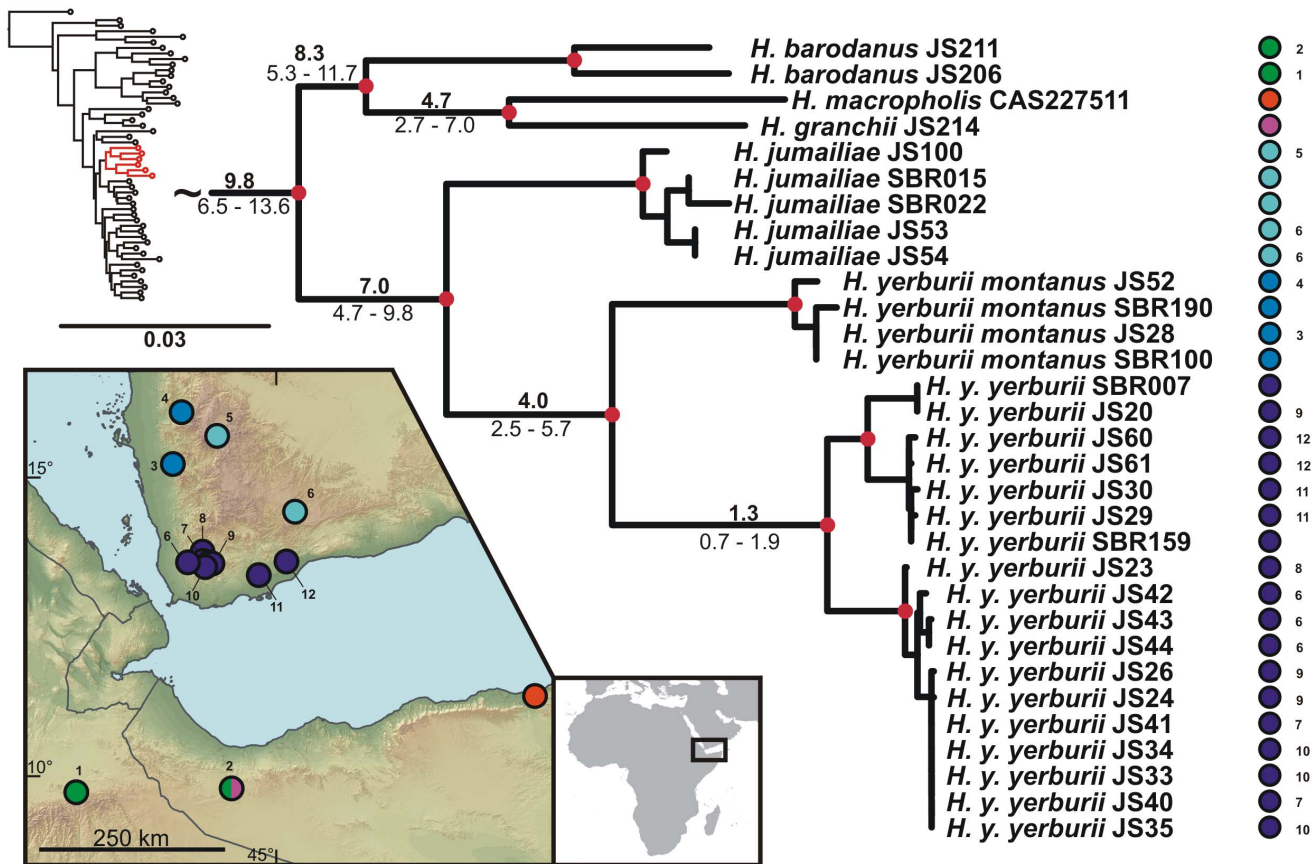 8.3
5.3 - 11.7
4.7
2.7 - 7.0
9.8
6.5 - 13.6
7.0
4.7 - 9.8
4.0
2.5 - 5.7
1.3
0.7 - 1.9
0.03
H. barodanus JS211 2
H. barodanus JS206 1
H. macropholis CAS227511
H. granchii JS214
H. jumailiae JS100 5
H. jumailiae SBR015
H. jumailiae SBR022
H. jumailiae JS53 6
H. jumailiae JS54 6
H. yerburii montanus JS52 4
H. yerburii montanus SBR190
H. yerburii montanus JS28 3
H. yerburii montanus SBR100
H. y. yerburii SBR007
H. y. yerburii JS20 9
H. y. yerburii JS60 12
H. y. yerburii JS61 12
H. y. yerburii JS30 11
H. y. yerburii JS29 11
H. y. yerburii SBR159
H. y. yerburii JS23 8
H. y. yerburii JS42 6
H. y. yerburii JS43 6
H. y. yerburii JS44 6
H. y. yerburii JS26 9
H. y. yerburii JS24 9
H. y. yerburii JS41 7
H. y. yerburii JS34 10
H. y. yerburii JS33 10
H. y. yerburii JS40 7
H. y. yerburii JS35 10
4
5
3
15°
6
8
7
9
6
10
11
12
10°
1
2
250 km
45°